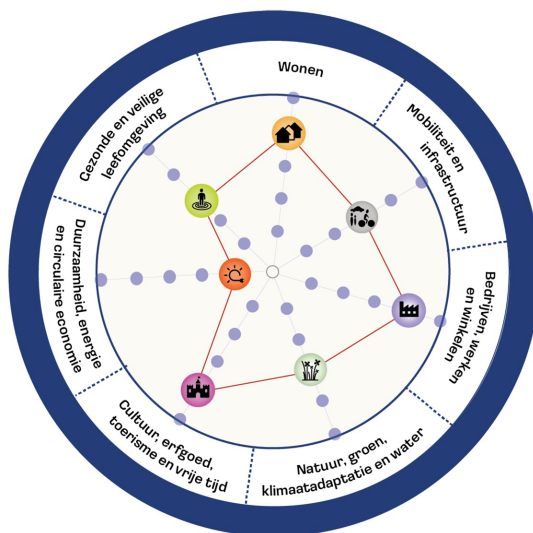 Wonen
Mobiliteit en
infrastructuur
Bedrijven, werken
en winkelen
Natuur, groen,
klimaatadaptatie en water
Cultuur, erfgoed,
toerisme en vrije tijd
Duurzaamheid, energie
en circulaire economie
Gezonde en veilige
leefomgeving